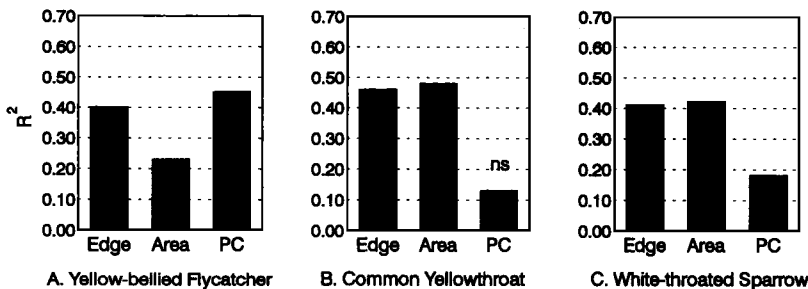 0.70 0.70 0.70
0.60 0.60 0.60
0.50 0.50 0.50
R² 0.40 0.40 0.40
0.30 0.30 0.30
0.20 ns 0.20 0.20
0.10 0.10 0.10
0.00 0.00 0.00
Edge Area PC Edge Area PC Edge Area PC
A. Yellow-bellied Flycatcher B. Common Yellowthroat C. White-throated Sparrow